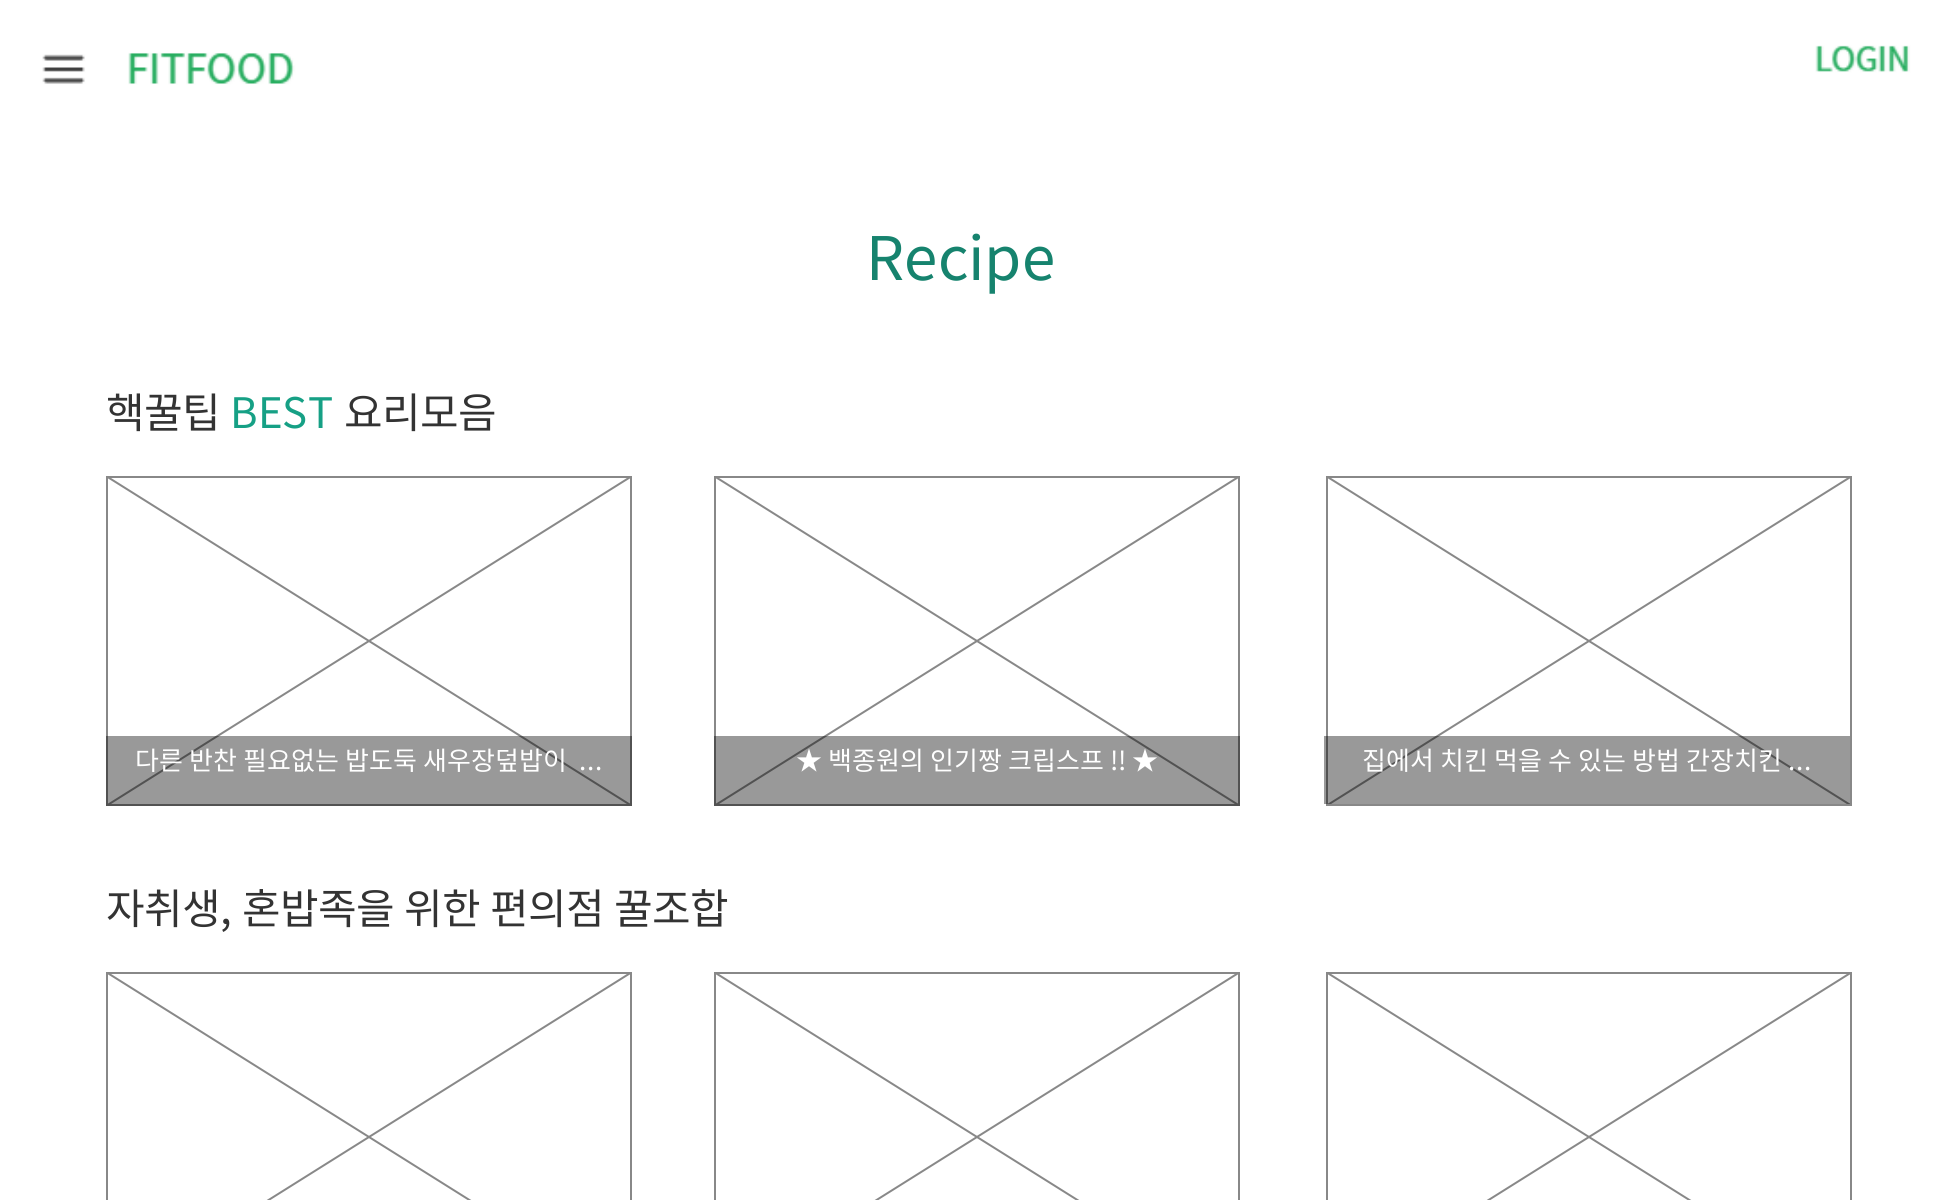 FITFOOD
LOGIN
Recipe
핵꿀팁 BEST 요리모음
다른 반찬 필요없는 밥도둑 새우장덮밥이 ...
★ 백종원의 인기짱 크립스프 !! ★
집에서 치킨 먹을 수 있는 방법 간장치킨 ...
자취생, 혼밥족을 위한 편의점 꿀조합